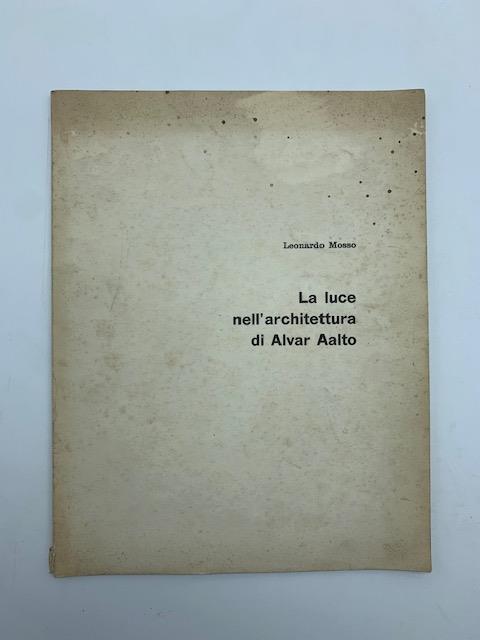 Leonardo Mosso
La luce
nell'architettura
di Alvar Aalto